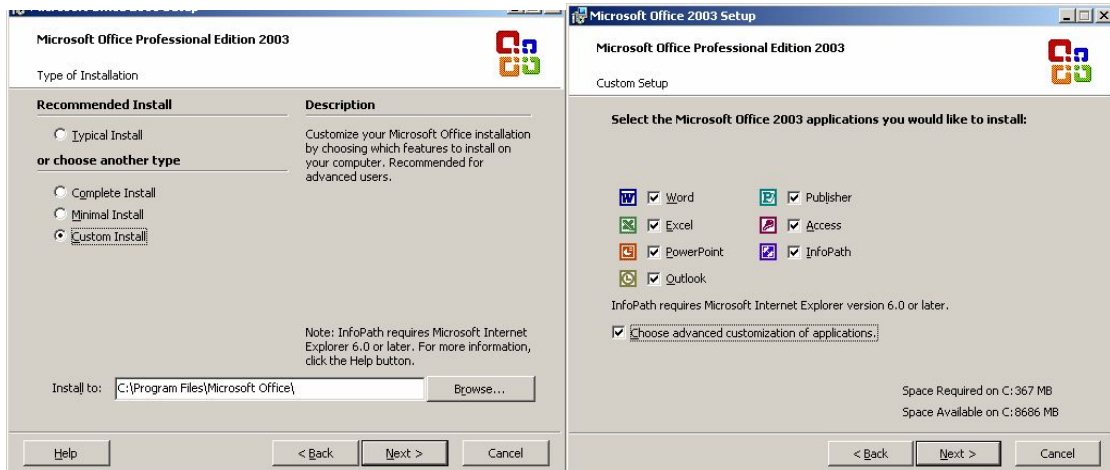 Microsoft Office Professional Edition 2003
Type of Installation
Recommended Install
Typical Install
or choose another type
Complete Install
Minimal Install
Custom Install
Description
Customize your Microsoft Office installation
by choosing which features to install on
your computer. Recommended for
advanced users.
Note: InfoPath requires Microsoft Internet
Explorer 6.0 or later. For more information,
click the Help button.
Install to: C:\Program Files\Microsoft Office\ Browse...
Help < Back Next > Cancel
Microsoft Office 2003 Setup
Microsoft Office Professional Edition 2003
Custom Setup
Select the Microsoft Office 2003 applications you would like to install:
Word Publisher
Excel Access
PowerPoint InfoPath
Outlook
InfoPath requires Microsoft Internet Explorer version 6.0 or later.
Choose advanced customization of applications.
Space Required on C: 367 MB
Space Available on C: 8686 MB
< Back Next > Cancel